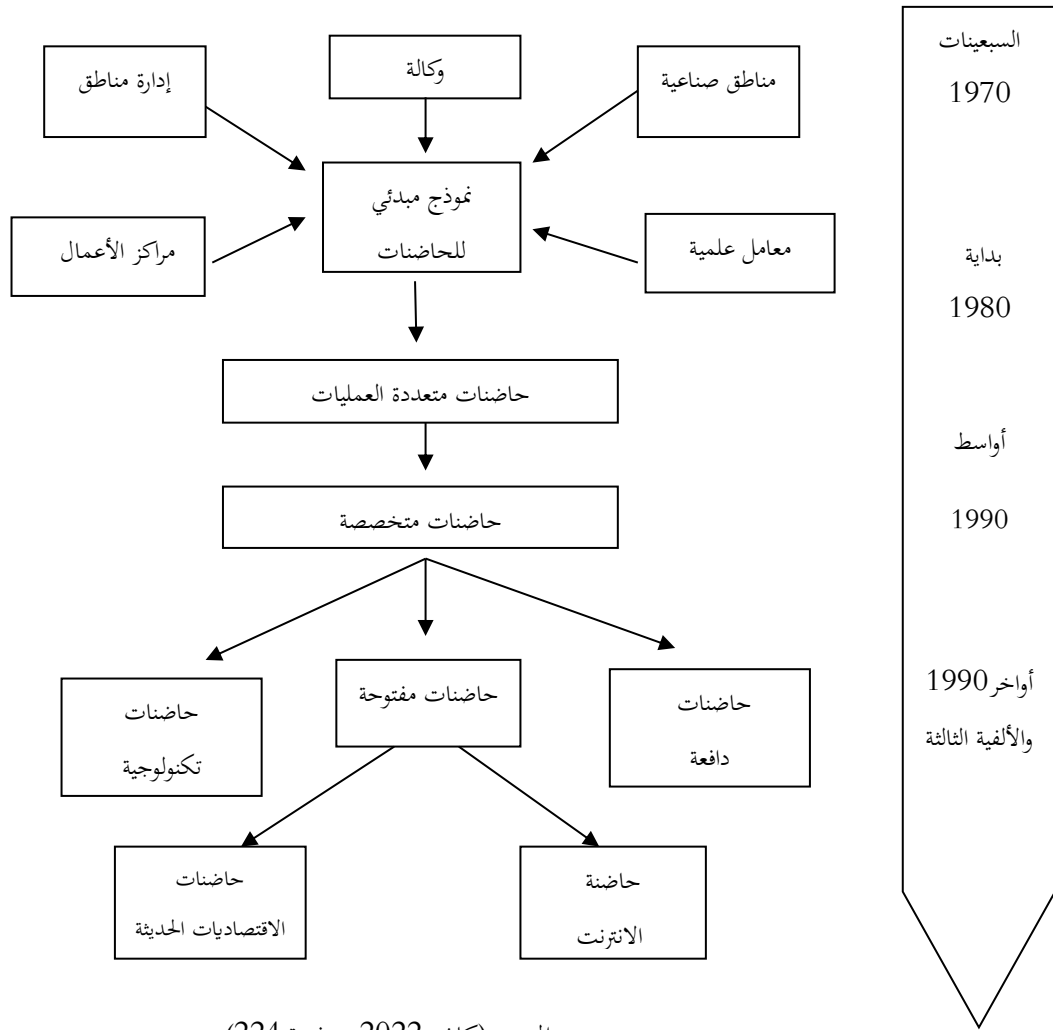 السبعينات
1970
مناطق صناعية
وكالة
إدارة مناطق
نموذج مبدئي
للحاضنات
معامل علمية
مراكز الأعمال
بداية
1980
حاضنات متعددة العمليات
أواسط
1990
حاضنات متخصصة
أواخر 1990
والألفية الثالثة
حاضنات
دافعة
حاضنات مفتوحة
حاضنات
تكنولوجية
حاضنة
الانترنت
حاضنات
الاقتصاديات الحديثة
2022
224)